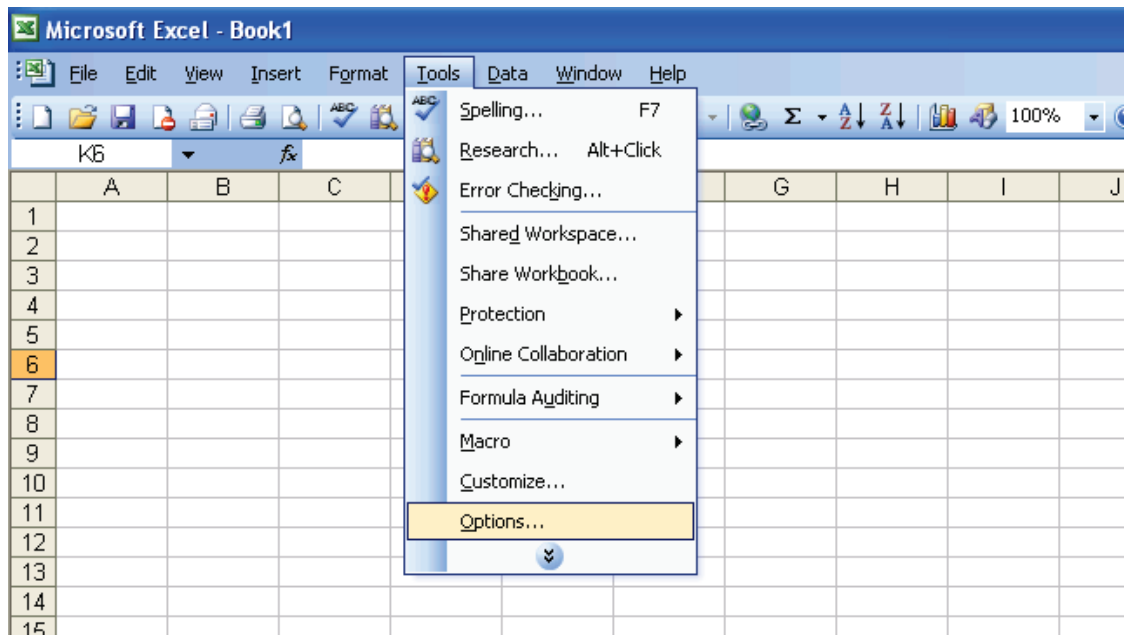 Microsoft Excel - Book1
File Edit View Insert Format Tools Data Window Help
ABC ABC Σ A Z Z A 100%
K6 fx
A B C G H I J
Spelling... F7
Research... Alt+Click
Error Checking...
Shared Workspace...
Share Workbook...
Protection
Online Collaboration
Formula Auditing
Macro
Customize...
Options...
1
2
3
4
5
6
7
8
9
10
11
12
13
14
15